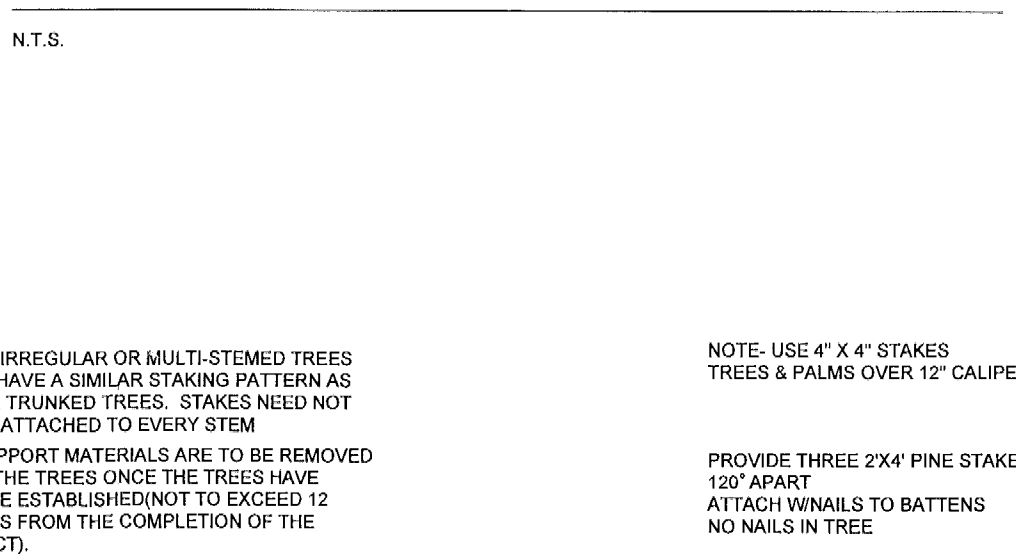 N.T.S.
IRREGULAR OR MULTI-STEMED TREES
HAVE A SIMILAR STAKING PATTERN AS
TRUNKED TREES. STAKES NEED NOT
ATTACHED TO EVERY STEM
PPORT MATERIALS ARE TO BE REMOVED
THE TREES ONCE THE TREES HAVE
E ESTABLISHED(NOT TO EXCEED 12
S FROM THE COMPLETION OF THE
CT).
NOTE- USE 4" X 4" STAKES
TREES & PALMS OVER 12" CALIPE
PROVIDE THREE 2'X4' PINE STAKE
120° APART
ATTACH W/NAILS TO BATTENS
NO NAILS IN TREE